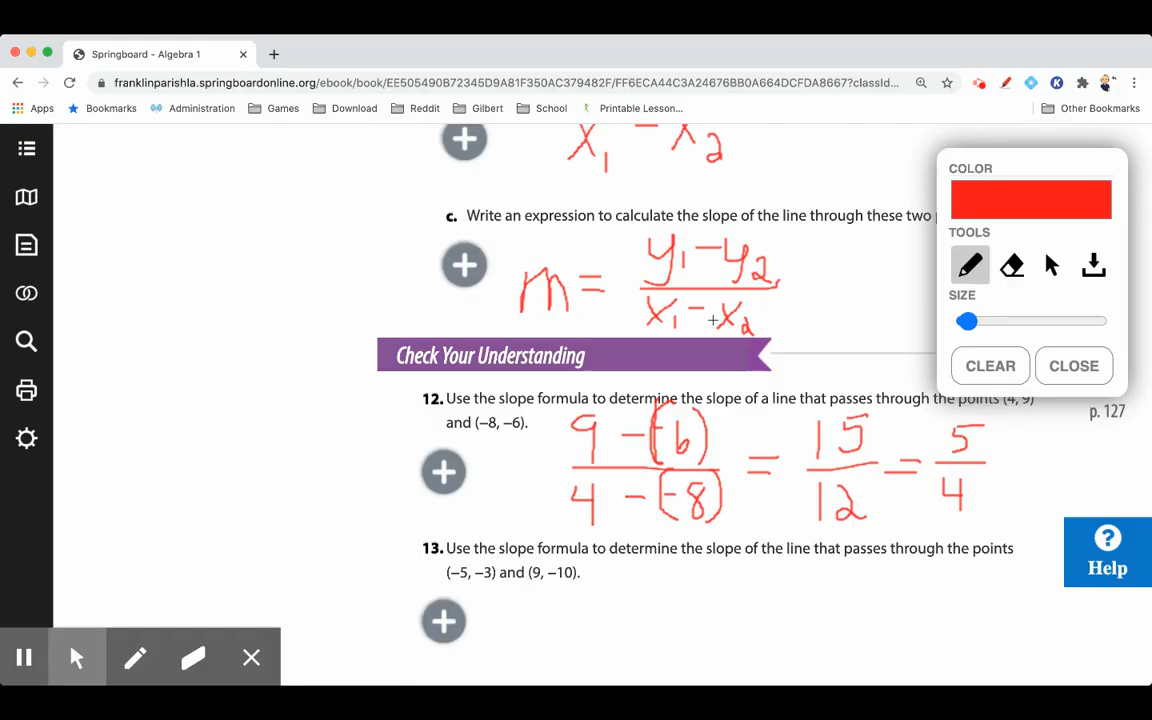 Springboard - Algebra 1
franklinparishla.springboardonline.org/ebook/book/EE505490B72345D9A81F350AC379482F/FF6ECA44C3A24676BB0A664DCFDA8667?classId...
Apps Bookmarks Administration Games Download Reddit Gilbert School Printable Lesson... Other Bookmarks
x₁ - x₂
COLOR
c. Write an expression to calculate the slope of the line through these two
TOOLS
m = y₁-y₂ / x₁-x₂
SIZE
Check Your Understanding
CLEAR CLOSE
12. Use the slope formula to determine the slope of a line that passes through the points (4, 9)
and (−8, −6).
p. 127
9 -(-6) / 4 -(-8) = 15 / 12 = 5 / 4
13. Use the slope formula to determine the slope of the line that passes through the points
(−5, −3) and (9, −10).
?
Help